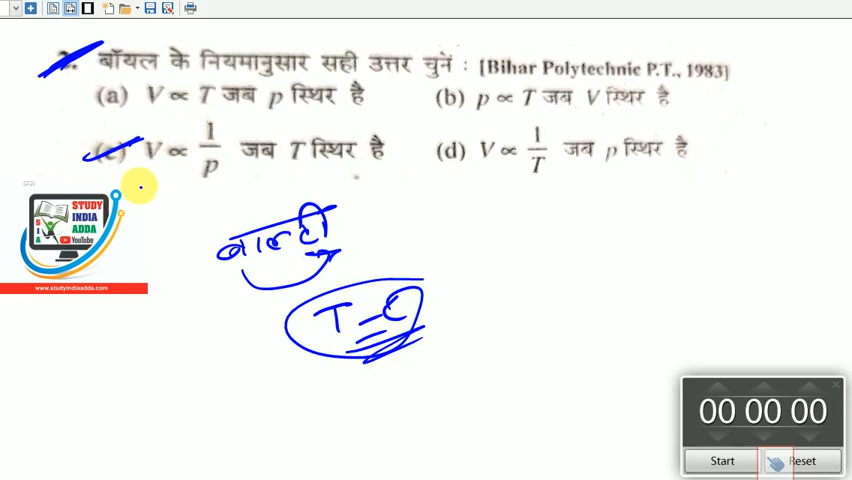 2. बॉयल के नियमानुसार सही उत्तर चुनें : [Bihar Polytechnic P.T., 1983]
(a) V ∝ T जब p स्थिर है (b) p ∝ T जब V स्थिर है
(c) V ∝ 1/p जब T स्थिर है (d) V ∝ 1/T जब p स्थिर है
STUDY
INDIA
ADDA
SIA
YouTube
www.studyindiaadda.com
बाल्टी
T = C
00 00 00
Start Reset